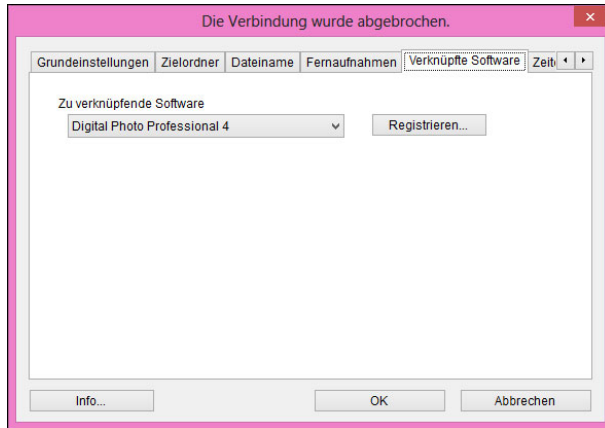 Die Verbindung wurde abgebrochen.
Grundeinstellungen Zielordner Dateiname Fernaufnahmen Verknüpfte Software Zeit
Zu verknüpfende Software
Digital Photo Professional 4 Registrieren...
Info... OK Abbrechen